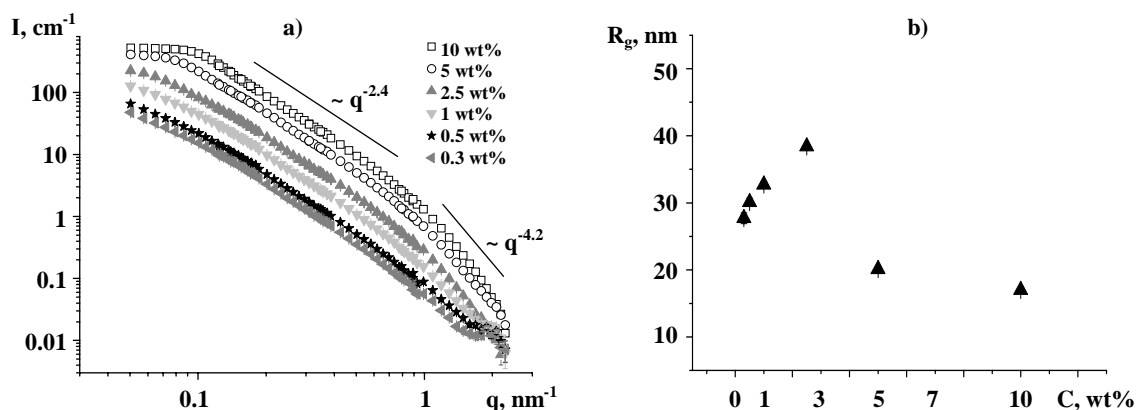 I, cm-1
a)
100
10
1
0.1
0.01
0.1
1
q, nm-1
10 wt%
5 wt%
2.5 wt%
1 wt%
0.5 wt%
0.3 wt%
~ q-2.4
~ q-4.2
b)
Rg, nm
50
40
30
20
10
0 1 3 5 7 10 C, wt%